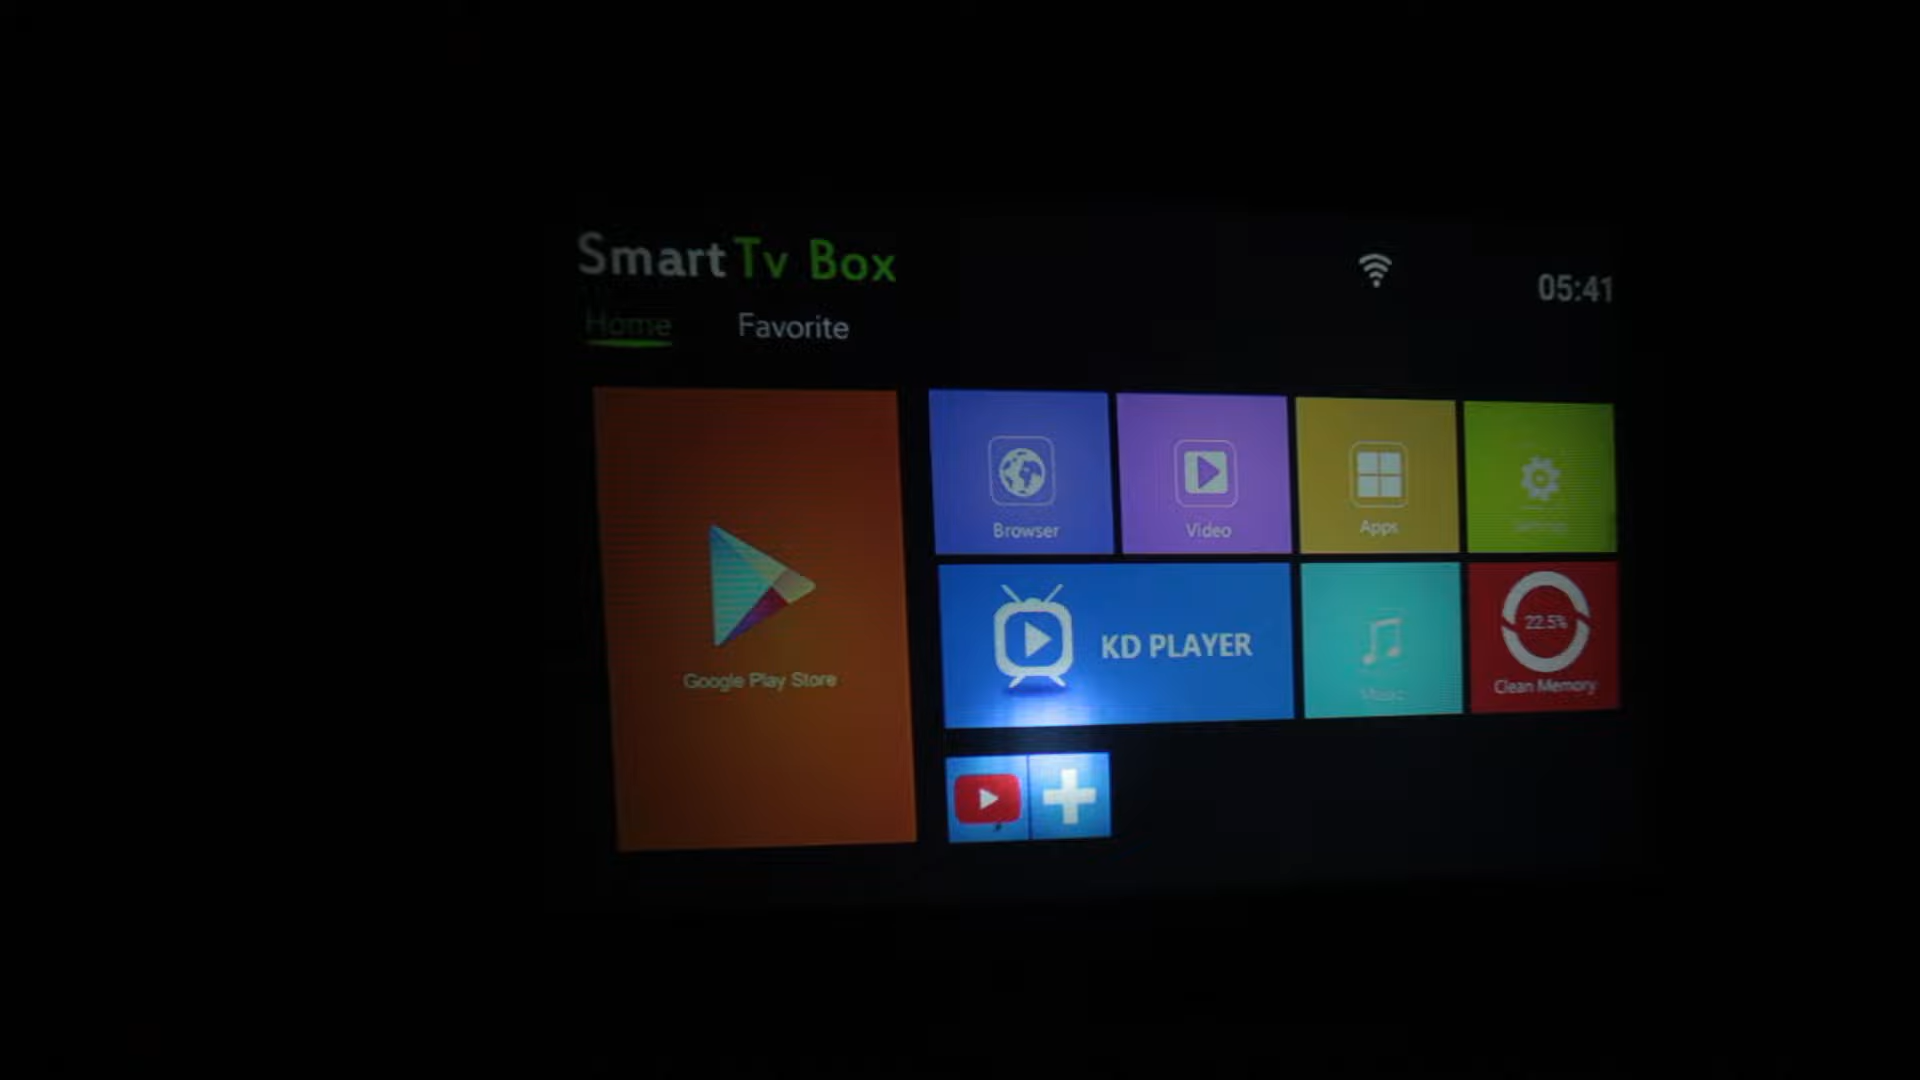 Smart Tv Box
05:41
Home Favorite
Browser
Video
Apps
Google Play Store
KD PLAYER
22.5%
Clean Memory